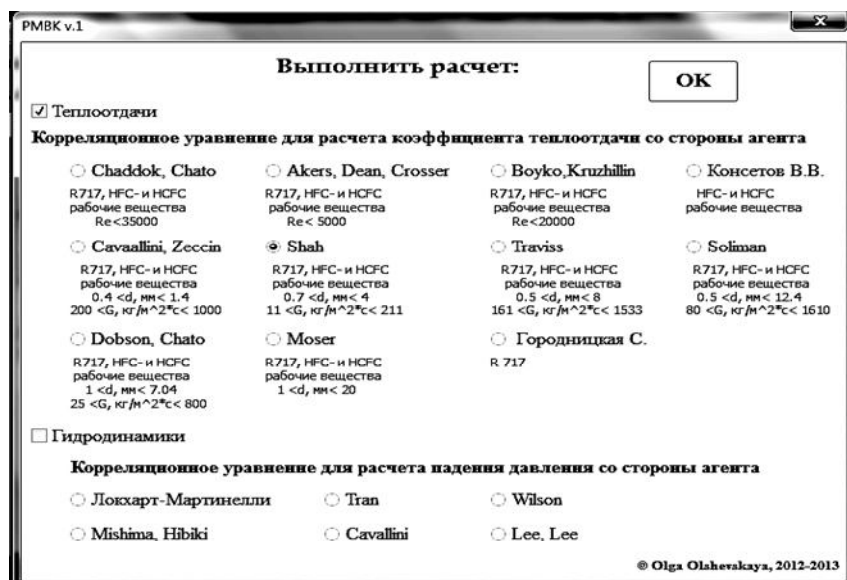 PMBK v.1
x
Выполнить расчет:
OK
Теплоотдачи
Корреляционное уравнение для расчета коэффициента теплоотдачи со стороны агента
Chaddok, Chato
R717, HFC- и HCFC
рабочие вещества
Re<35000
Akers, Dean, Crosser
R717, HFC- и HCFC
рабочие вещества
Re< 5000
Boyko,Kruzhillin
R717, HFC- и HCFC
рабочие вещества
Re<20000
Консетов В.В.
HFC- и HCFC
рабочие вещества
Cavaallini, Zeccin
R717, HFC- и HCFC
рабочие вещества
0.4 <d, мм< 1.4
200 <G, кг/м^2*с< 1000
Shah
R717, HFC- и HCFC
рабочие вещества
0.7 <d, мм< 4
11 <G, кг/м^2*с< 211
Traviss
R717, HFC- и HCFC
рабочие вещества
0.5 <d, мм< 8
161 <G, кг/м^2*с< 1533
Soliman
R717, HFC- и HCFC
рабочие вещества
0.5 <d, мм< 12.4
80 <G, кг/м^2*с< 1610
Dobson, Chato
R717, HFC- и HCFC
рабочие вещества
1 <d, мм< 7.04
25 <G, кг/м^2*с< 800
Moser
R717, HFC- и HCFC
рабочие вещества
1 <d, мм< 20
Городницкая С.
R 717
Гидродинамики
Корреляционное уравнение для расчета падения давления со стороны агента
Локхарт-Мартинелли
Tran
Wilson
Mishima, Hibiki
Cavallini
Lee, Lee
© Olga Olshevskaya, 2012-2013